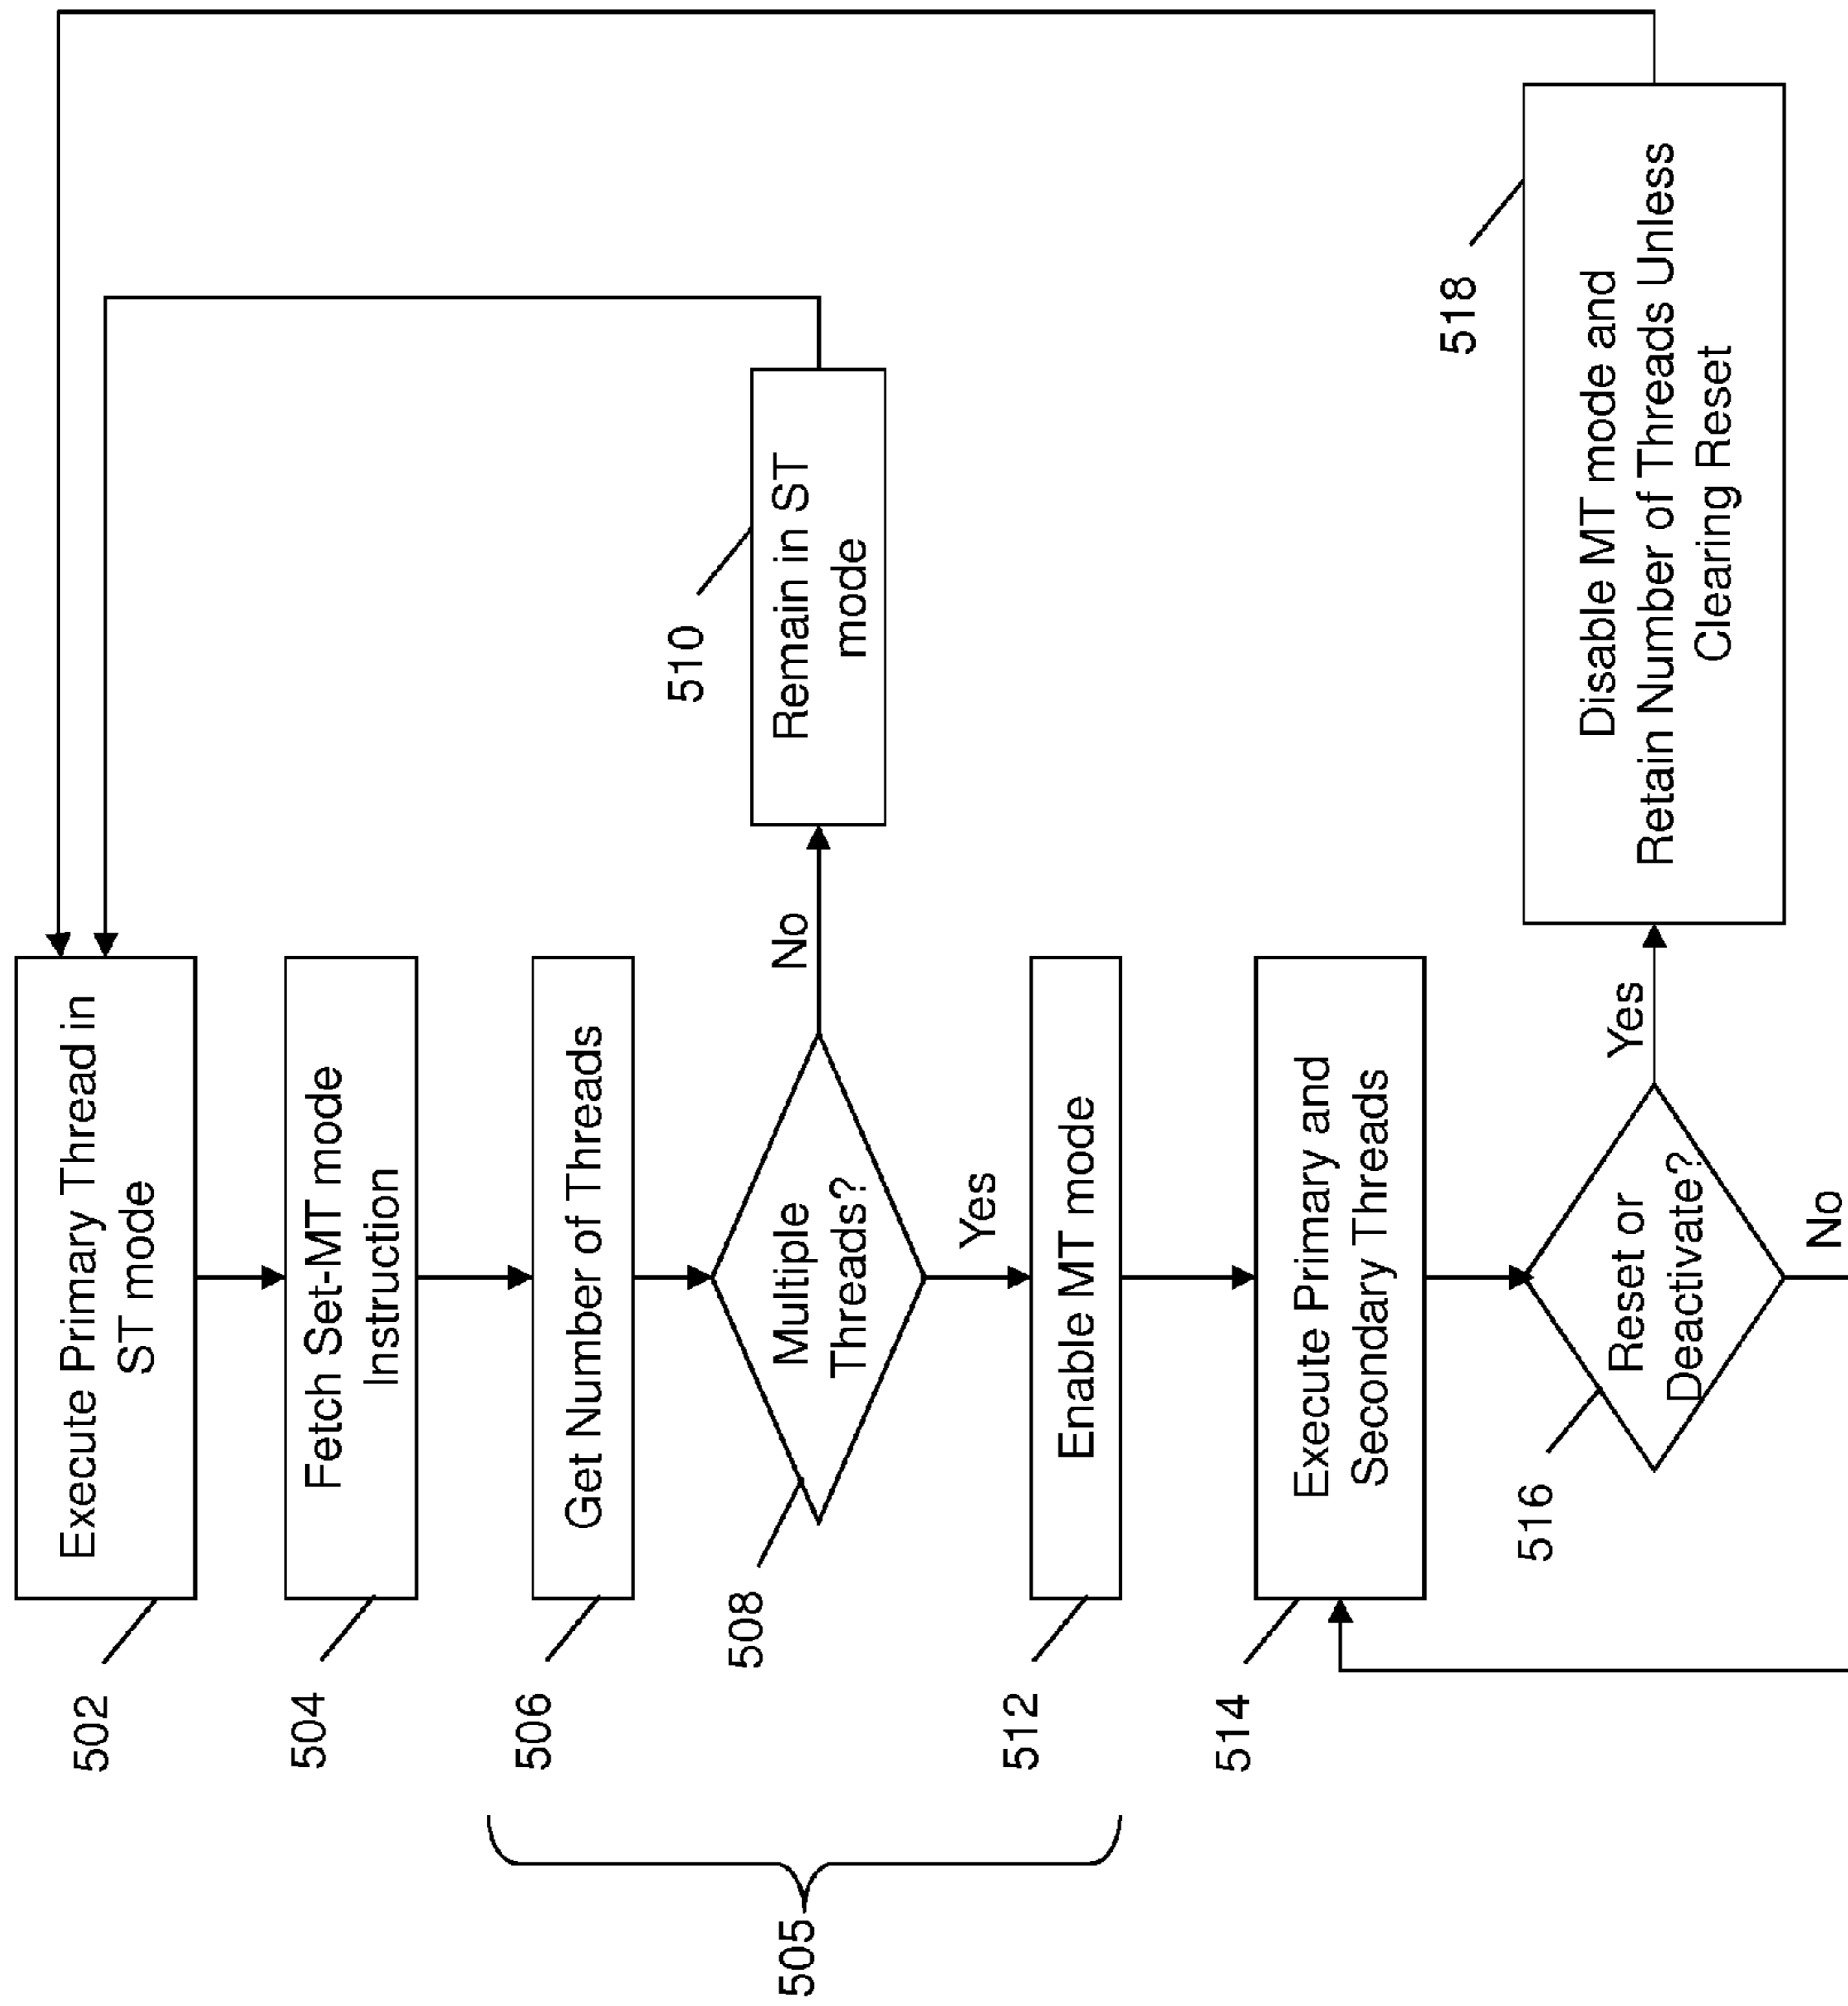 502
Execute Primary Thread in
ST mode
504
Fetch Set-MT mode
Instruction
505
506
Get Number of Threads
508
Multiple
Threads?
No
510
Remain in ST
mode
Yes
512
Enable MT mode
514
Execute Primary and
Secondary Threads
516
Reset or
Deactivate?
Yes
518
Disable MT mode and
Retain Number of Threads Unless
Clearing Reset
No